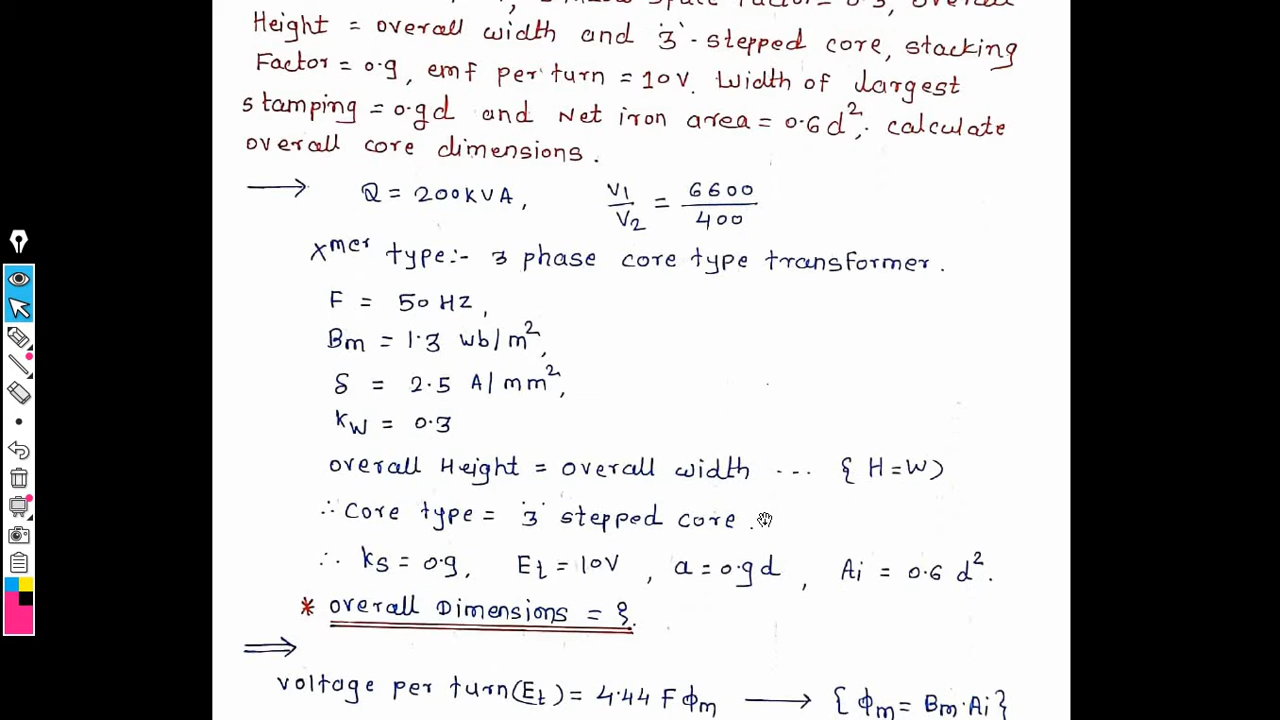 Height = overall width and '3'-stepped core, stacking
Factor = 0.9, emf per turn = 10V. Width of largest
stamping = 0.9d and Net iron area = 0.6d², calculate
overall core dimensions.
⟶ Q = 200KVA, V1/V2 = 6600/400
Xmer type:- 3 phase core type transformer.
F = 50 HZ,
Bm = 1.3 wb/m²,
δ = 2.5 A/mm²,
Kw = 0.3
overall Height = overall width ... { H=W)
∴ Core type = '3' stepped core.
∴ Ks = 0.9, Et = 10V, a = 0.9d, Ai = 0.6 d².
* overall Dimensions = ?
⟹
voltage per turn(Et) = 4.44 F Φm ⟶ { Φm = Bm·Ai}